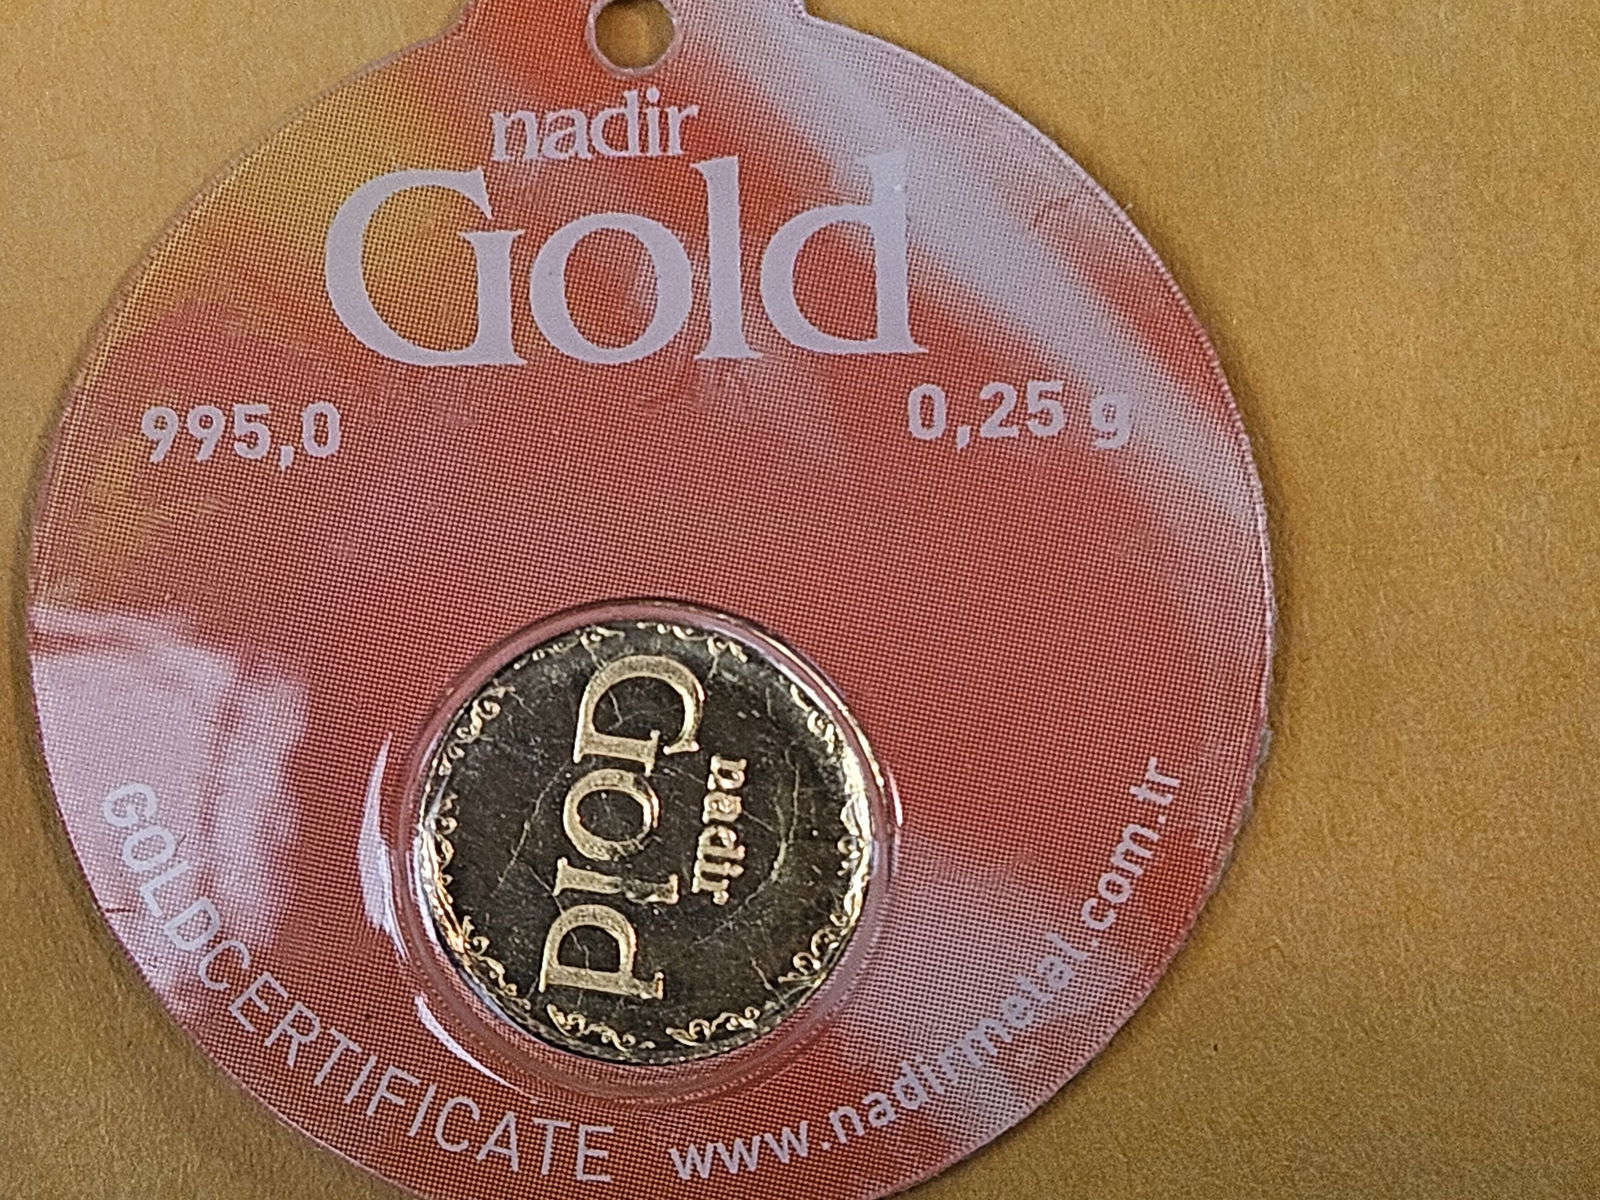 nadir
Gold
995,0
0,25 g
nadir
Gold
GOLDCERTIFICATE
www.nadirmetal.com.tr